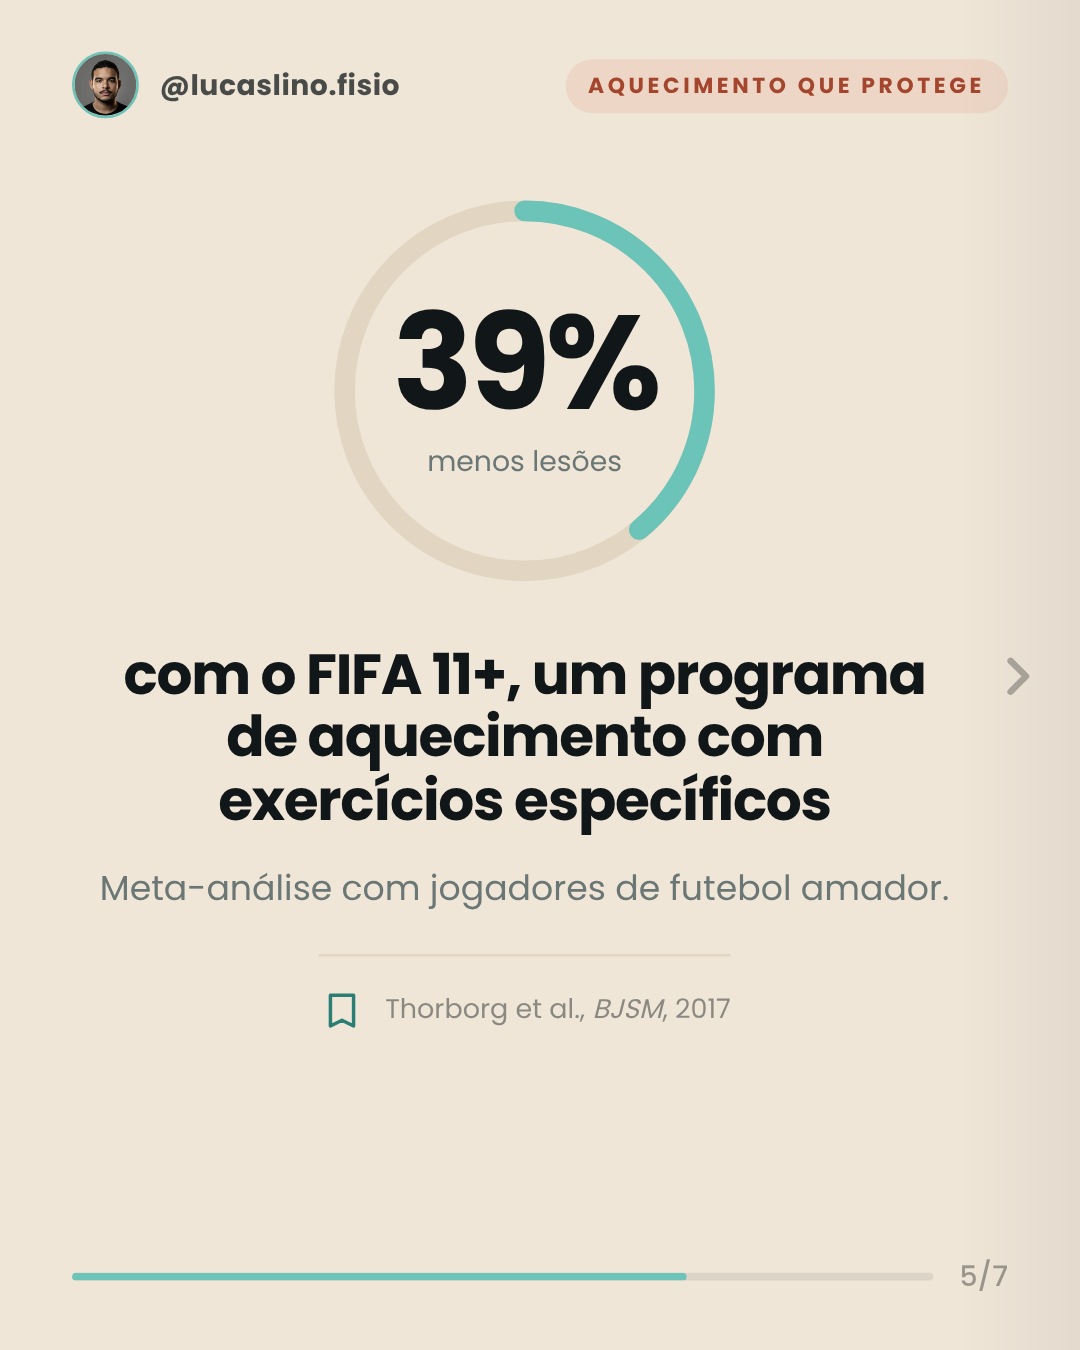 @lucaslino.fisio
AQUECIMENTO QUE PROTEGE
39%
menos lesões
com o FIFA 11+, um programa
de aquecimento com
exercícios específicos
Meta-análise com jogadores de futebol amador.
Thorborg et al., BJSM, 2017
5/7